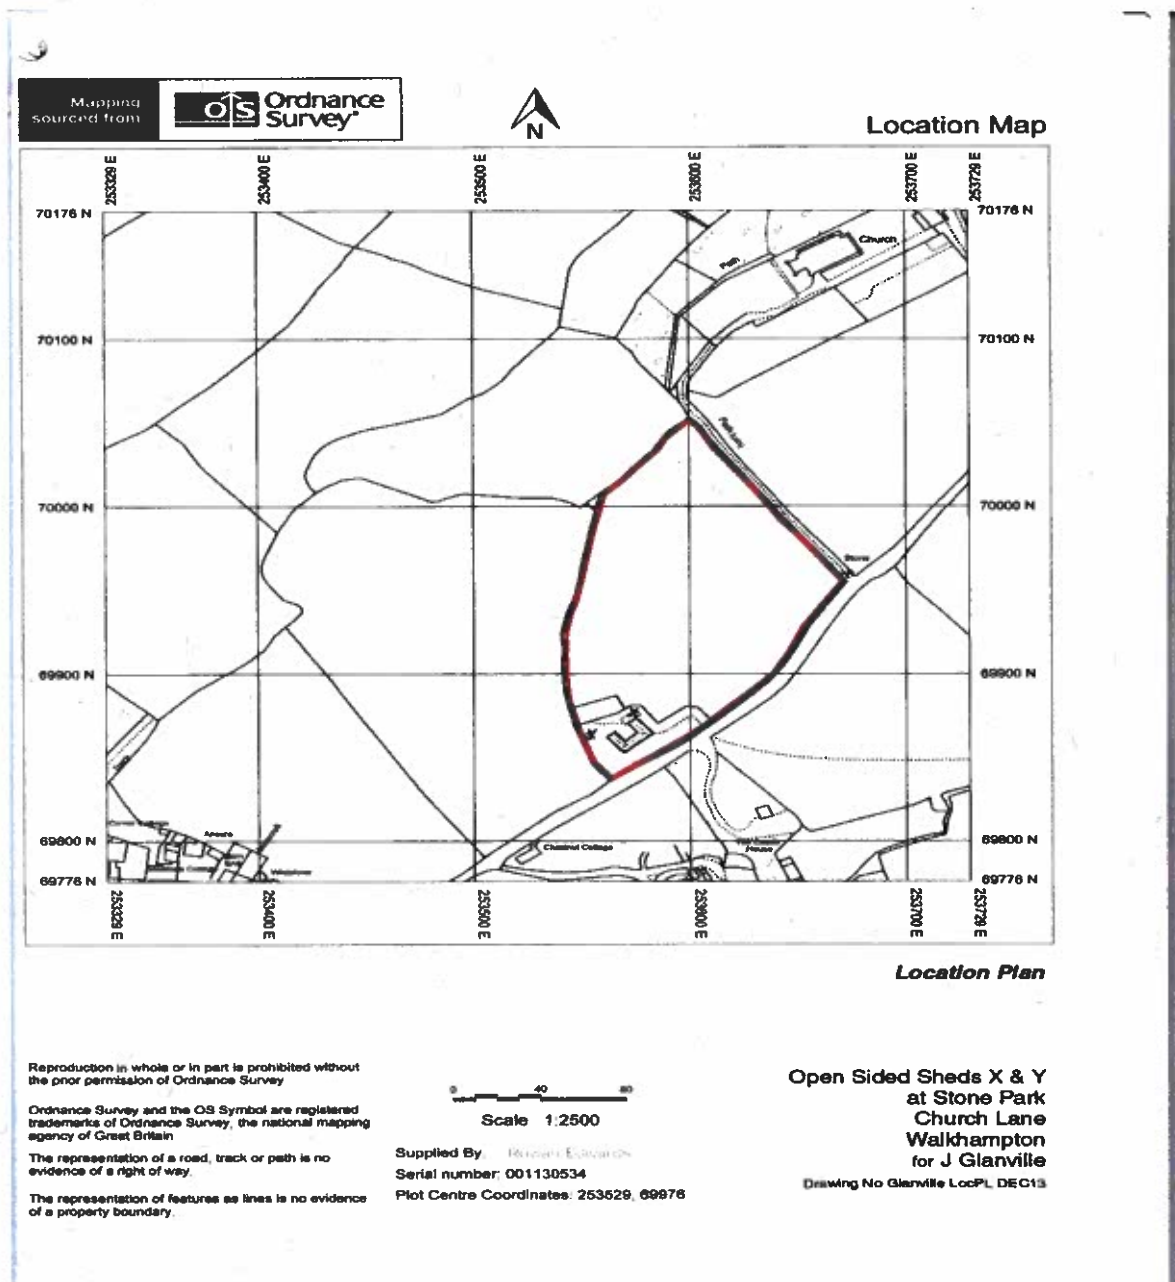 Mapping
sourced from
OS Ordnance
Survey
N
Location Map
253329 E
253400 E
253500 E
253600 E
253700 E
253729 E
70176 N
70176 N
Church
Path
70100 N
70100 N
70000 N
70000 N
69900 N
69900 N
69800 N
69800 N
Chestnut Cottage
House
69776 N
69776 N
253329 E
253400 E
253500 E
253600 E
253700 E
253729 E
Location Plan
Reproduction in whole or in part is prohibited without
the prior permission of Ordnance Survey
Ordnance Survey and the OS Symbol are registered
trademarks of Ordnance Survey, the national mapping
agency of Great Britain
The representation of a road, track or path is no
evidence of a right of way.
The representation of features as lines is no evidence
of a property boundary.
0 40 80
Scale 1:2500
Supplied By:
Serial number: 001130534
Plot Centre Coordinates: 253529, 69976
Open Sided Sheds X & Y
at Stone Park
Church Lane
Walkhampton
for J Glanville
Drawing No Glanville LocPL DEC13